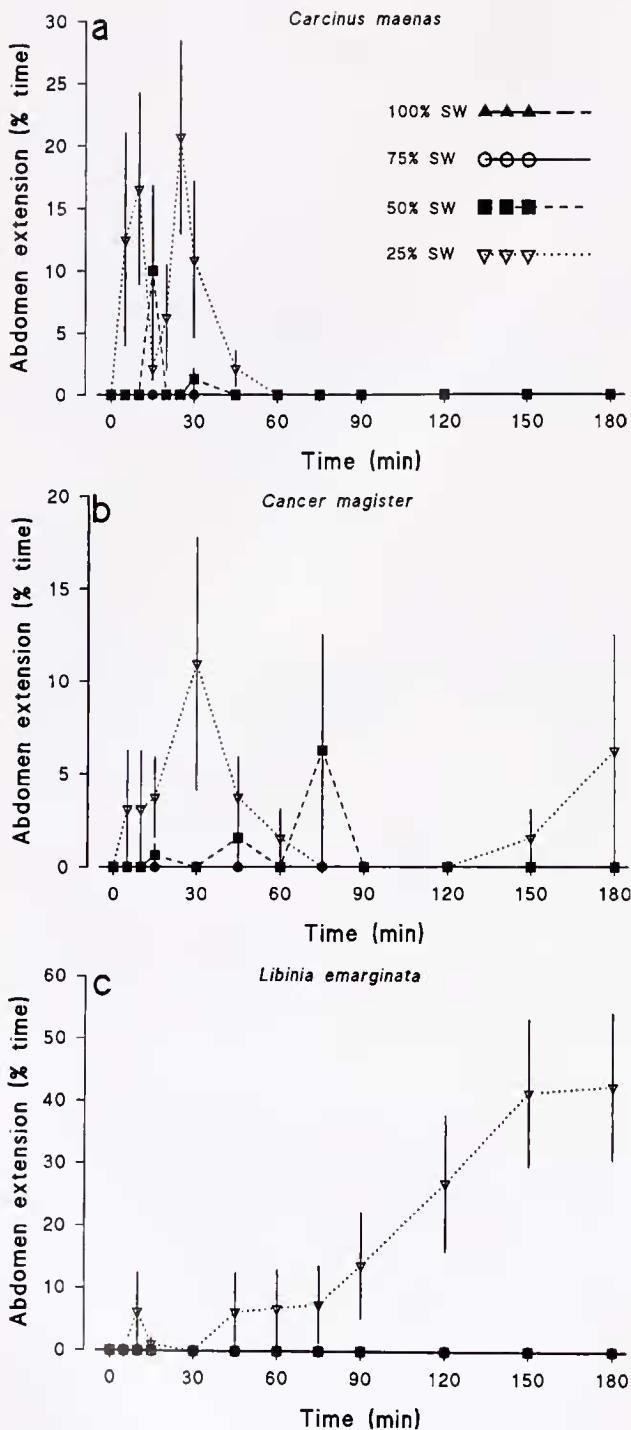 a
Carcinus maenas
100% SW
75% SW
50% SW
25% SW
Abdomen extension (% time)
30
25
20
15
10
5
0
0 30 60 90 120 150 180
Time (min)
b
Cancer magister
Abdomen extension (% time)
20
15
10
5
0
0 30 60 90 120 150 180
Time (min)
c
Libinia emarginata
Abdomen extension (% time)
60
50
40
30
20
10
0
0 30 60 90 120 150 180
Time (min)